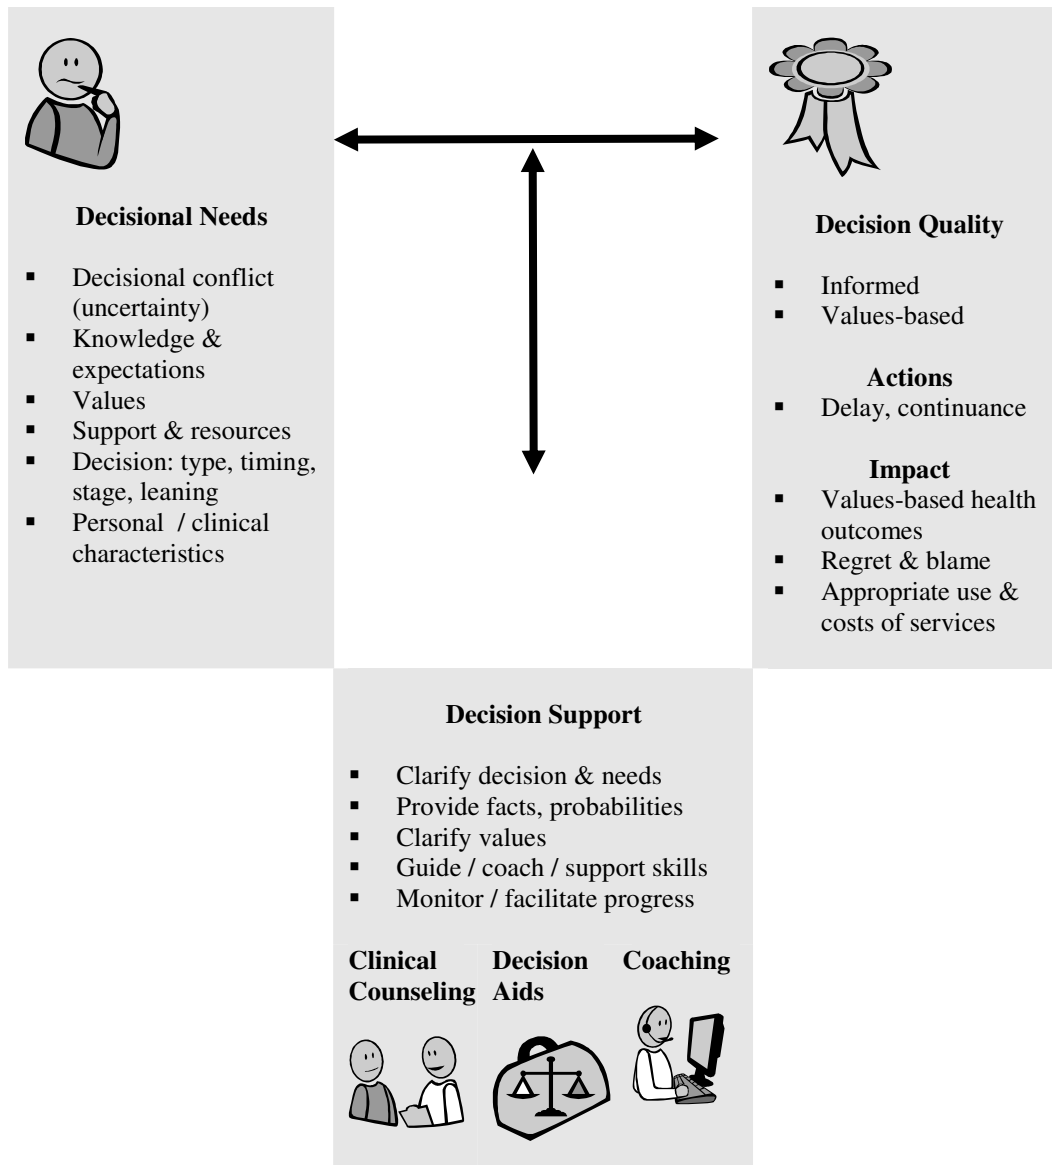 Decisional Needs
▪ Decisional conflict
(uncertainty)
▪ Knowledge &
expectations
▪ Values
▪ Support & resources
▪ Decision: type, timing,
stage, leaning
▪ Personal / clinical
characteristics
Decision Quality
▪ Informed
▪ Values-based
Actions
▪ Delay, continuance
Impact
▪ Values-based health
outcomes
▪ Regret & blame
▪ Appropriate use &
costs of services
Decision Support
▪ Clarify decision & needs
▪ Provide facts, probabilities
▪ Clarify values
▪ Guide / coach / support skills
▪ Monitor / facilitate progress
Clinical
Counseling
Decision
Aids
Coaching